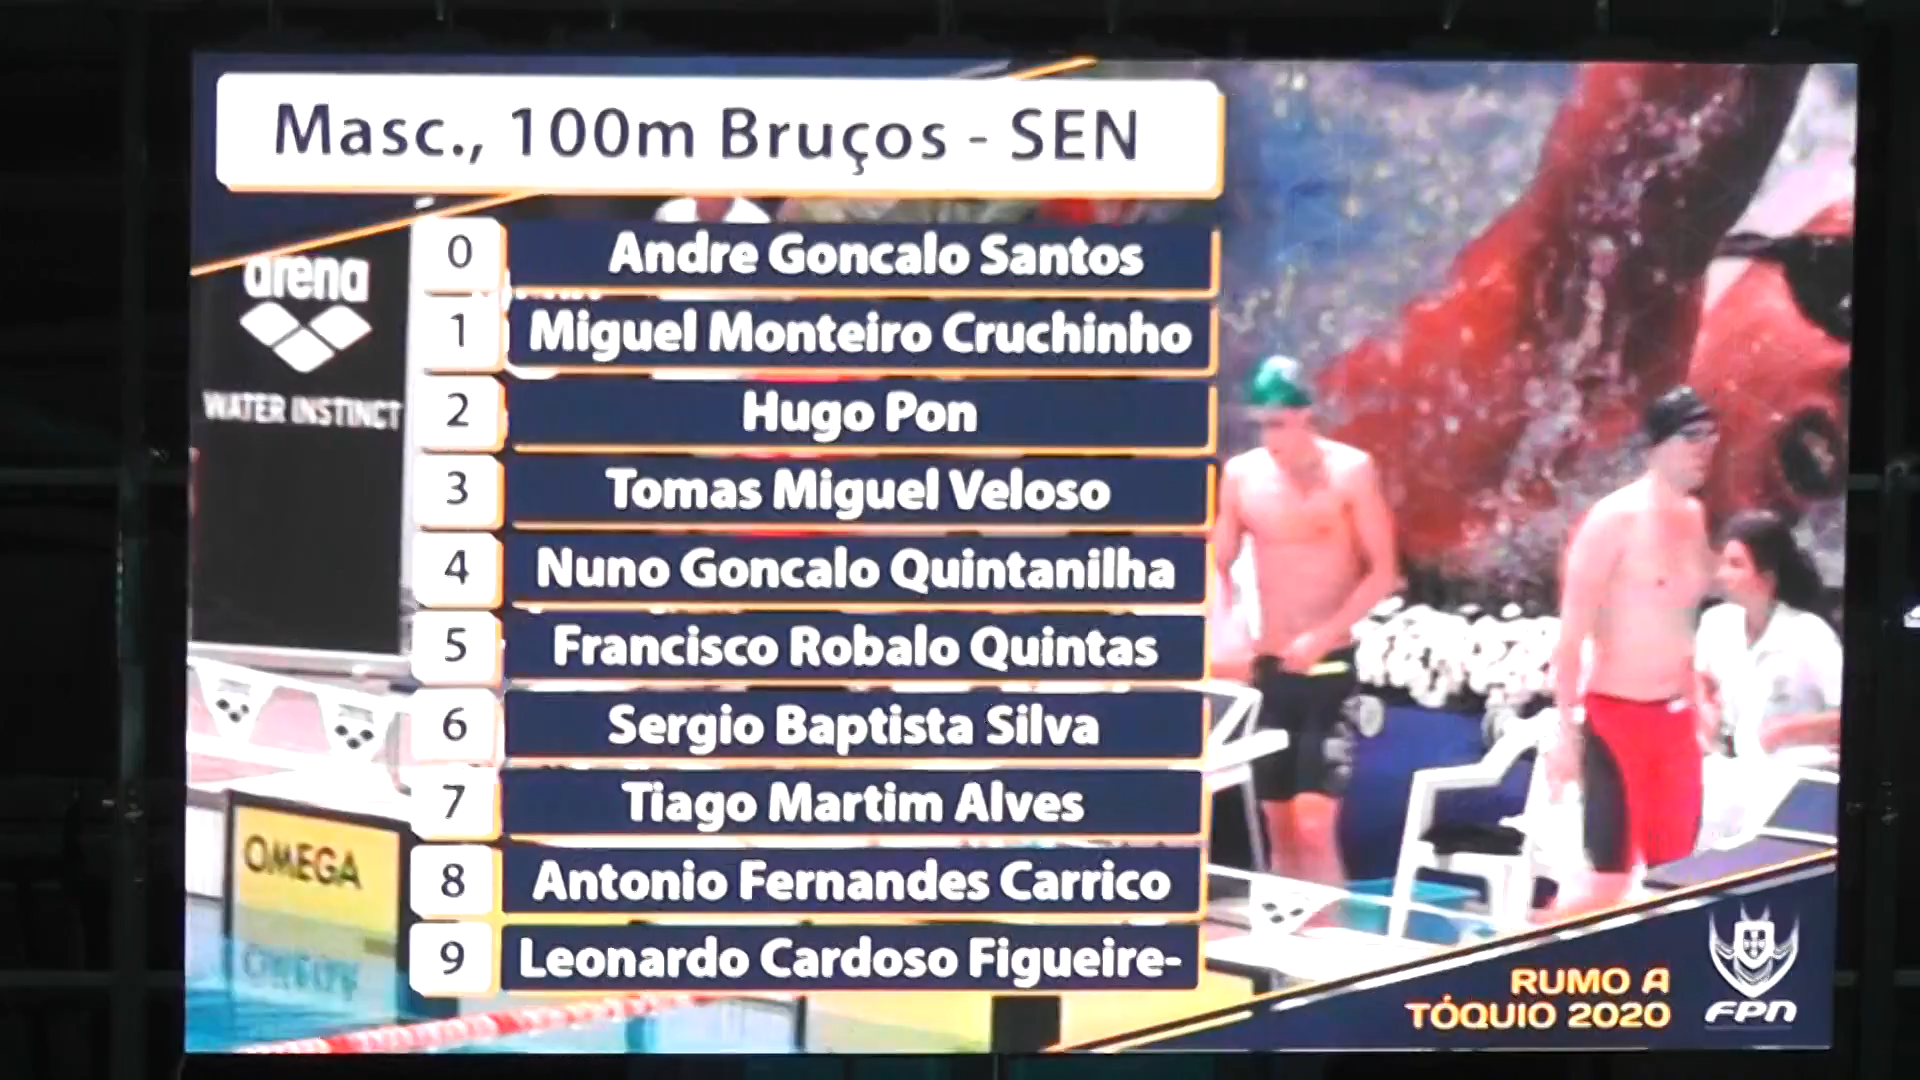 Masc., 100m Bruços - SEN
0 Andre Goncalo Santos
1 Miguel Monteiro Cruchinho
2 Hugo Pon
3 Tomas Miguel Veloso
4 Nuno Goncalo Quintanilha
5 Francisco Robalo Quintas
6 Sergio Baptista Silva
7 Tiago Martim Alves
8 Antonio Fernandes Carrico
9 Leonardo Cardoso Figueire-
arena
WATER INSTINCT
OMEGA
RUMO A
TÓQUIO 2020
FPN